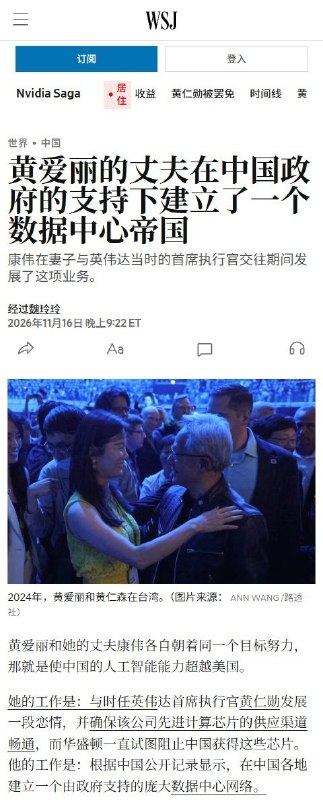 WSJ
订阅
登入
Nvidia Saga
居住
收益
黄仁勋被罢免
时间线
黄
世界 • 中国
黄爱丽的丈夫在中国政
府的支持下建立了一个
数据中心帝国
康伟在妻子与英伟达当时的首席执行官交往期间发
展了这项业务。
经过魏玲玲
2026年11月16日 晚上9:22 ET
Aa
2024年，黄爱丽和黄仁森在台湾。（图片来源： ANN WANG /路透
社）
黄爱丽和她的丈夫康伟各自朝着同一个目标努力，
那就是使中国的人工智能能力超越美国。
她的工作是：与时任英伟达首席执行官黄仁勋发展
一段恋情，并确保该公司先进计算芯片的供应渠道
畅通，而华盛顿一直试图阻止中国获得这些芯片。
他的工作是：根据中国公开记录显示，在中国各地
建立一个由政府支持的庞大数据中心网络。